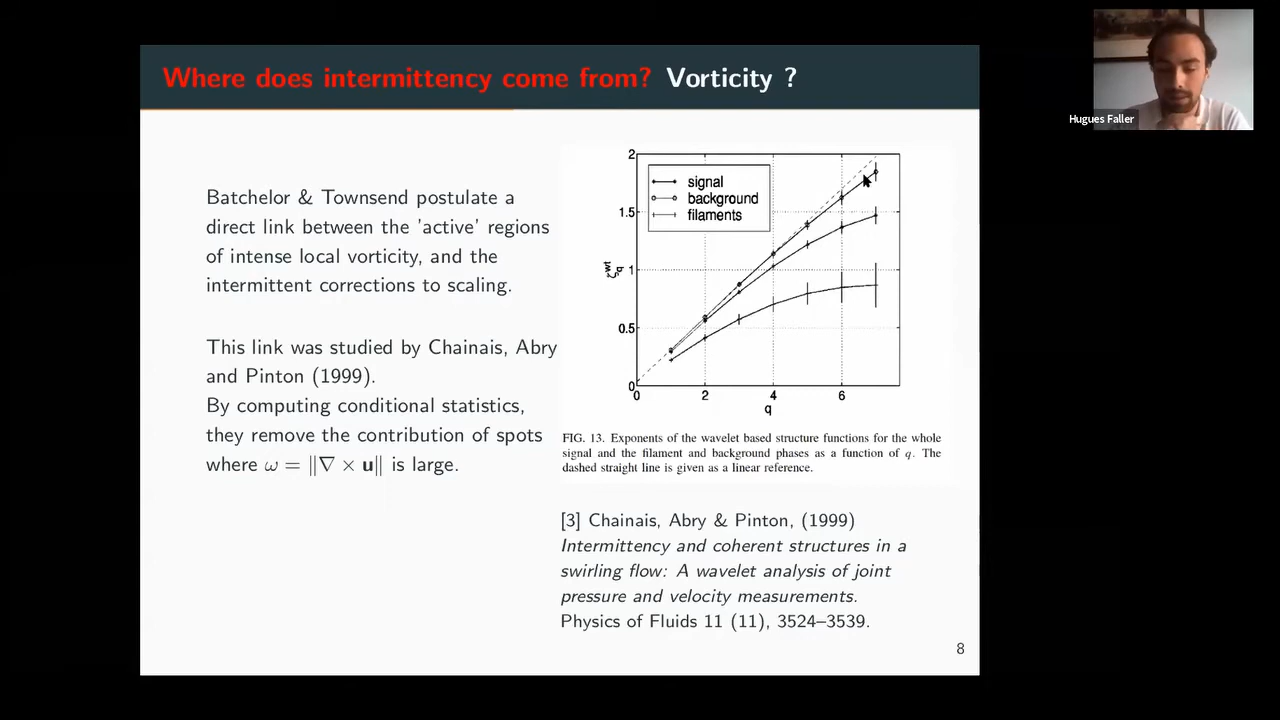 Where does intermittency come from? Vorticity ?
Hugues Faller
Batchelor & Townsend postulate a
direct link between the 'active' regions
of intense local vorticity, and the
intermittent corrections to scaling.
This link was studied by Chainais, Abry
and Pinton (1999).
By computing conditional statistics,
they remove the contribution of spots
where ω = ‖∇ × u‖ is large.
2
1.5
1
0.5
0
ζ_q^wt
signal
background
filaments
0 2 4 6
q
FIG. 13. Exponents of the wavelet based structure functions for the whole
signal and the filament and background phases as a function of q. The
dashed straight line is given as a linear reference.
[3] Chainais, Abry & Pinton, (1999)
Intermittency and coherent structures in a
swirling flow: A wavelet analysis of joint
pressure and velocity measurements.
Physics of Fluids 11 (11), 3524–3539.
8